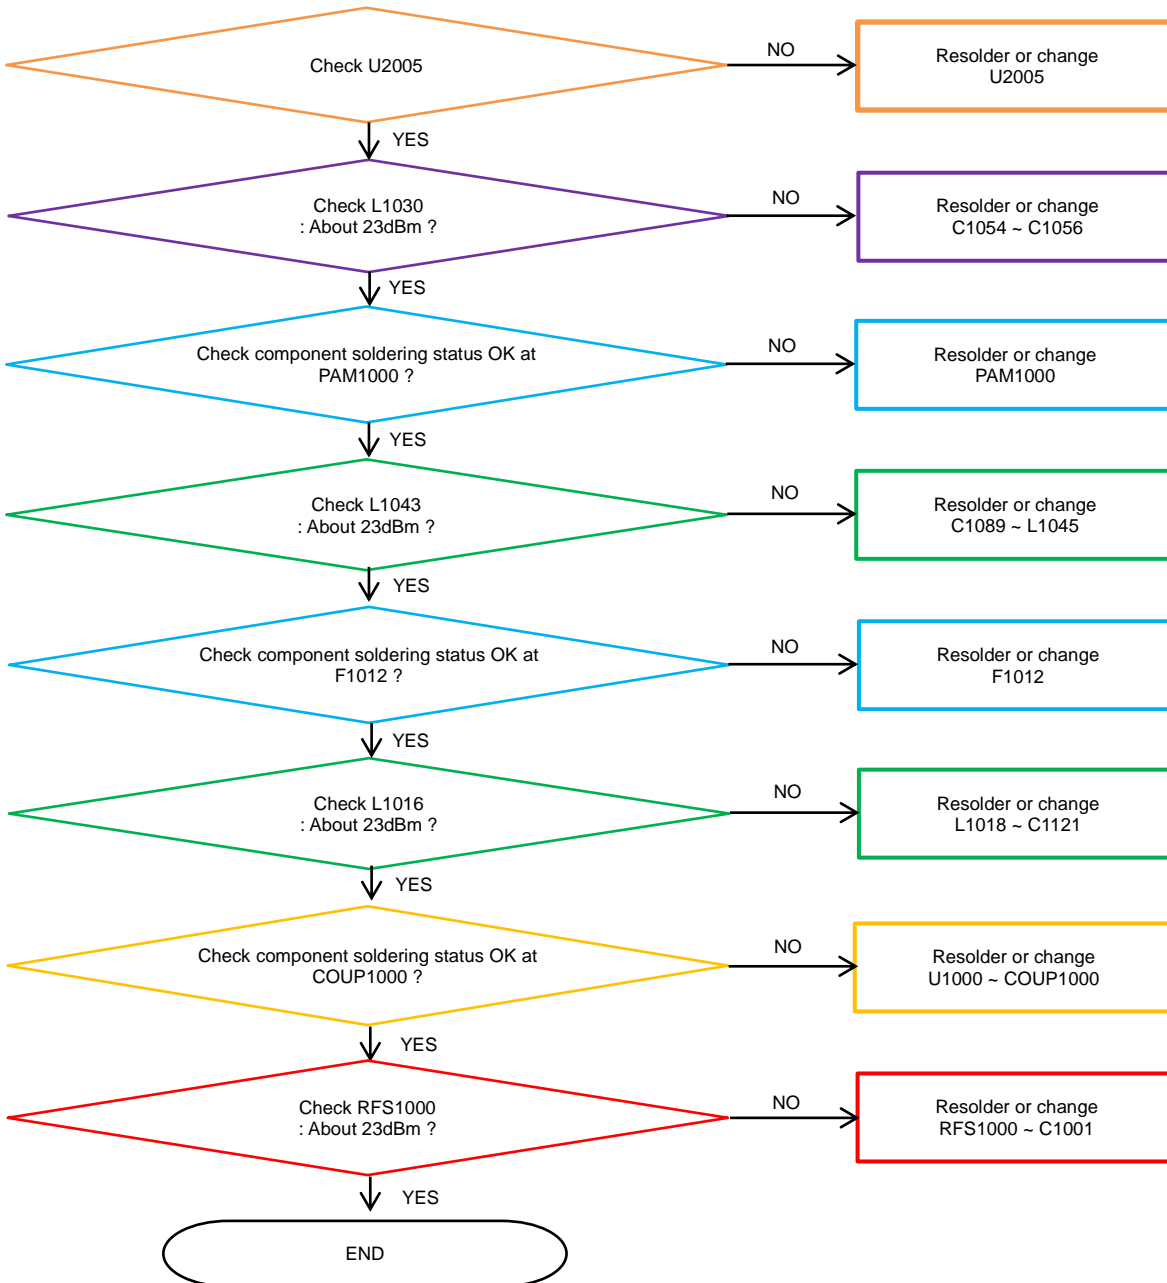 Check U2005
NO
Resolder or change
U2005
YES
Check L1030
: About 23dBm ?
NO
Resolder or change
C1054 ~ C1056
YES
Check component soldering status OK at
PAM1000 ?
NO
Resolder or change
PAM1000
YES
Check L1043
: About 23dBm ?
NO
Resolder or change
C1089 ~ L1045
YES
Check component soldering status OK at
F1012 ?
NO
Resolder or change
F1012
YES
Check L1016
: About 23dBm ?
NO
Resolder or change
L1018 ~ C1121
YES
Check component soldering status OK at
COUP1000 ?
NO
Resolder or change
U1000 ~ COUP1000
YES
Check RFS1000
: About 23dBm ?
NO
Resolder or change
RFS1000 ~ C1001
YES
END